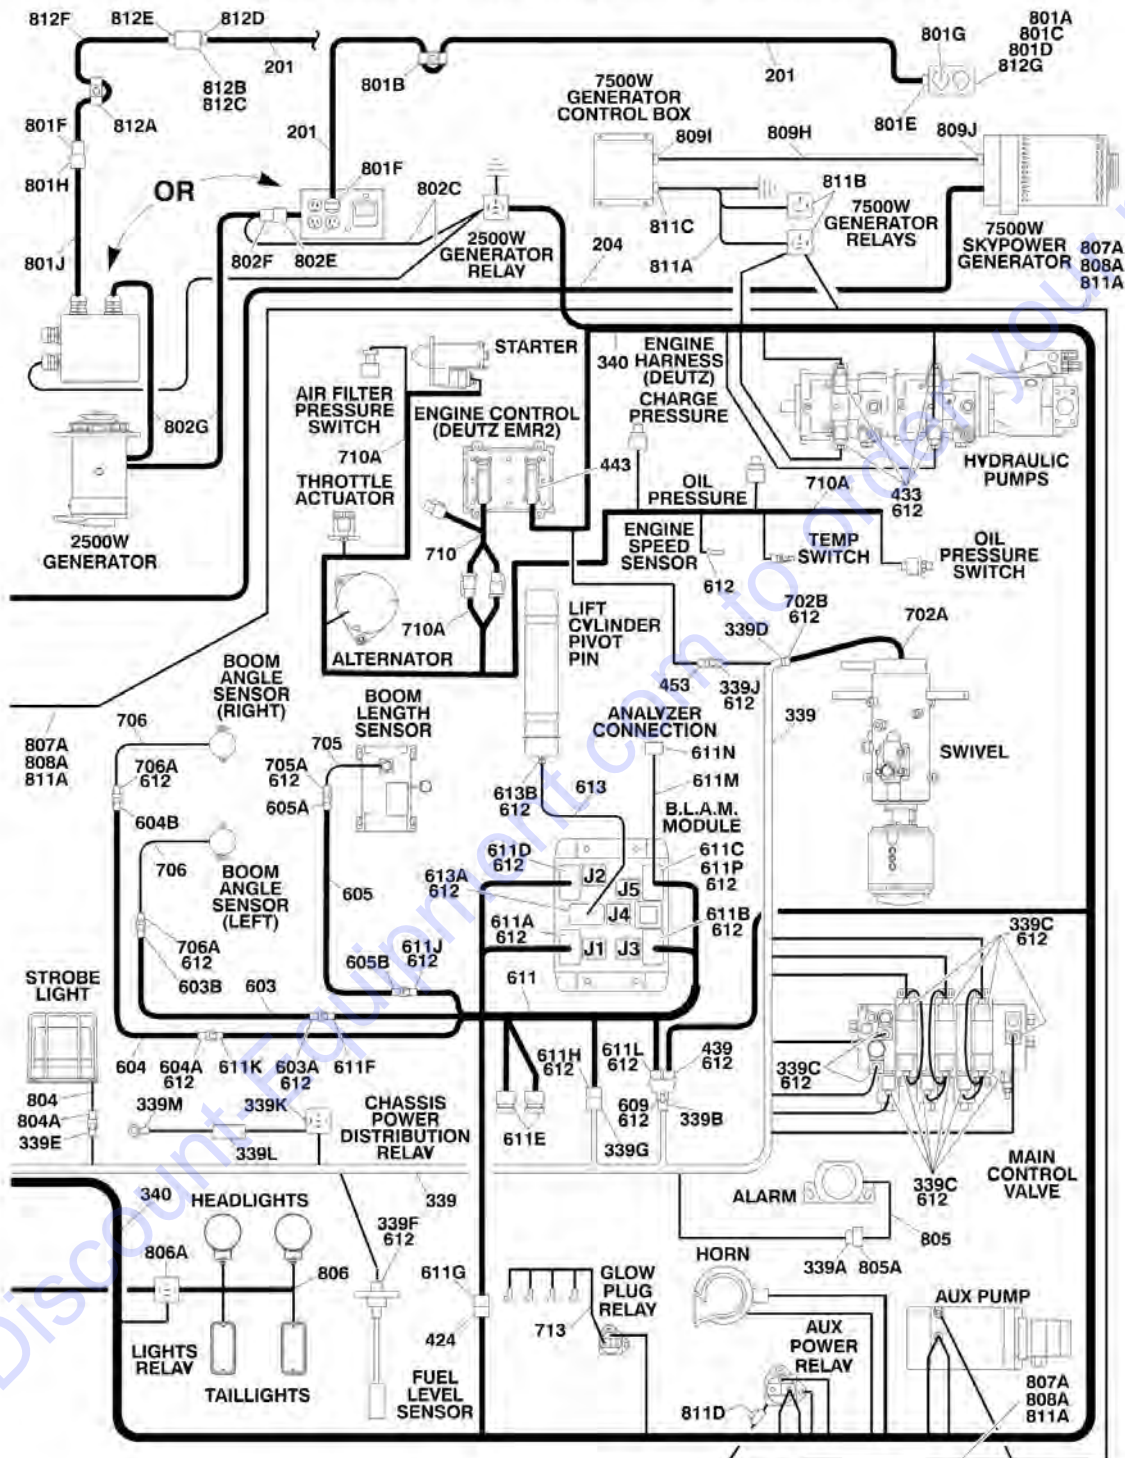 812F
812E
812D
201
812B
812C
801B
201
801G
801A
801C
801D
812G
801E
7500W
GENERATOR
CONTROL BOX
809I
809H
809J
801F
812A
801H
201
801F
OR
802C
811B
7500W
GENERATOR
RELAYS
811C
7500W
SKYPOWER
GENERATOR
807A
808A
811A
801J
802F
802E
2500W
GENERATOR
RELAY
204
811A
STARTER
340
ENGINE
HARNESS
(DEUTZ)
AIR FILTER
PRESSURE
SWITCH
ENGINE CONTROL
(DEUTZ EMR2)
CHARGE
PRESSURE
802G
710A
443
HYDRAULIC
PUMPS
THROTTLE
ACTUATOR
OIL
PRESSURE
710A
433
612
2500W
GENERATOR
710
ENGINE
SPEED
SENSOR
612
TEMP
SWITCH
OIL
PRESSURE
SWITCH
710A
ALTERNATOR
LIFT
CYLINDER
PIVOT
PIN
339D
702B
612
702A
453
339J
612
339
SWIVEL
BOOM
ANGLE
SENSOR
(RIGHT)
BOOM
LENGTH
SENSOR
ANALYZER
CONNECTION
611N
807A
808A
811A
706
706A
612
604B
705
705A
612
605A
613B
612
613
611M
B.L.A.M.
MODULE
706
BOOM
ANGLE
SENSOR
(LEFT)
605
611D
612
613A
612
611A
612
J2
J5
J4
J1
J3
611C
611P
612
611B
612
706A
612
603B
605B
611J
612
611
339C
612
STROBE
LIGHT
603
604
604A
612
611K
603A
612
611F
611H
612
611L
612
439
612
339C
612
804
804A
339E
339M
339K
339L
CHASSIS
POWER
DISTRIBUTION
RELAY
611E
609
612
339B
339G
MAIN
CONTROL
VALVE
339C
612
340
HEADLIGHTS
339
ALARM
805
339F
612
806A
806
611G
GLOW
PLUG
RELAY
HORN
339A
805A
AUX PUMP
LIGHTS
RELAY
424
713
AUX
POWER
RELAY
TAILLIGHTS
FUEL
LEVEL
SENSOR
811D
807A
808A
811A
Discount-Equipment.com to order your